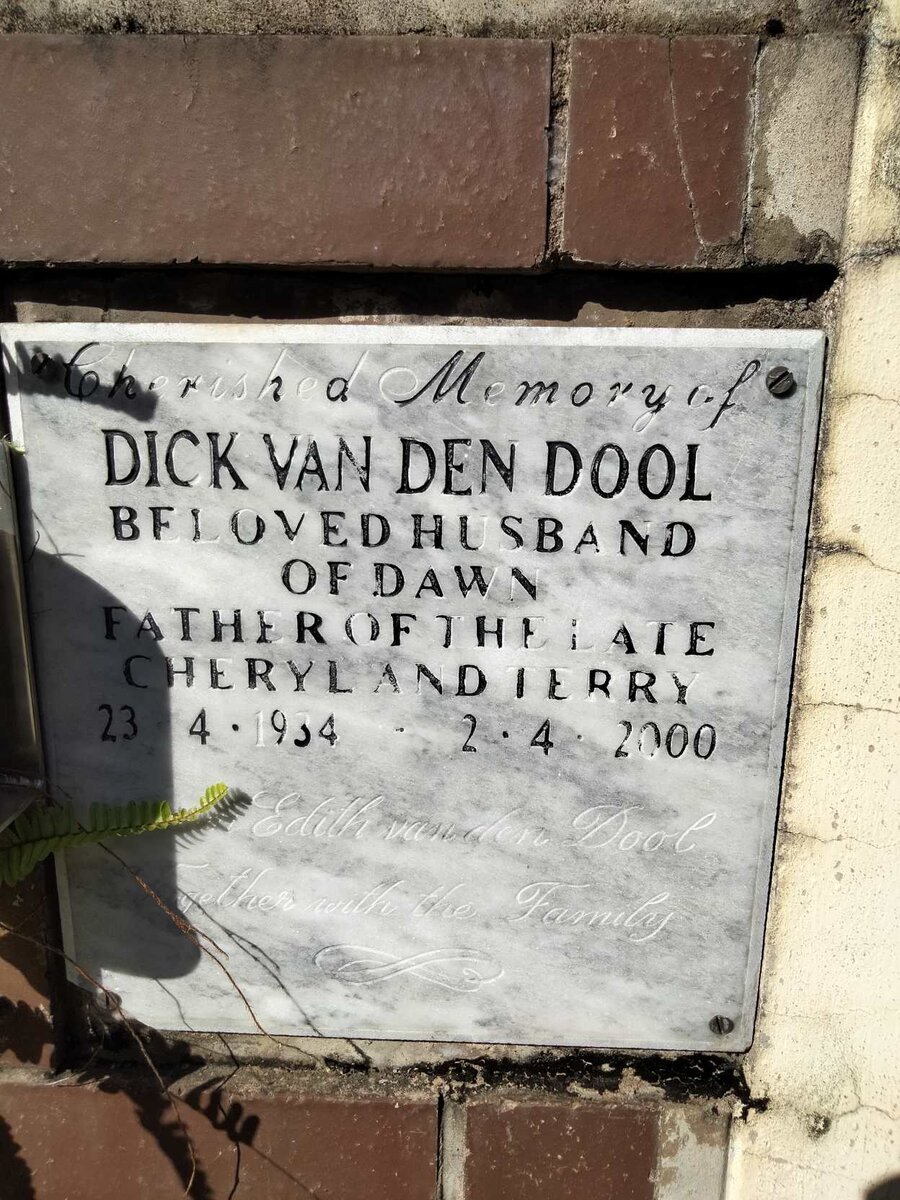 Cherished Memory of
DICK VAN DEN DOOL
BELOVED HUSBAND
OF DAWN
FATHER OF THE LATE
CHERYL AND TERRY
23 · 4 · 1934 - 2 · 4 · 2000
Edith van den Dool
Together with the Family